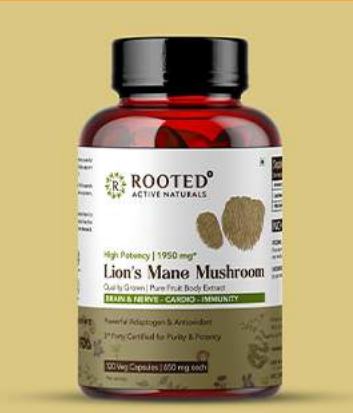 R ROOTED
ACTIVE NATURALS
High Potency | 1950 mg*
Lion's Mane Mushroom
Quality Grown | Pure Fruit Body Extract
BRAIN & NERVE - CARDIO - IMMUNITY
Powerful Adaptogen & Antioxidant
3rd Party Certified for Purity & Potency
120 Veg Capsules | 650 mg each